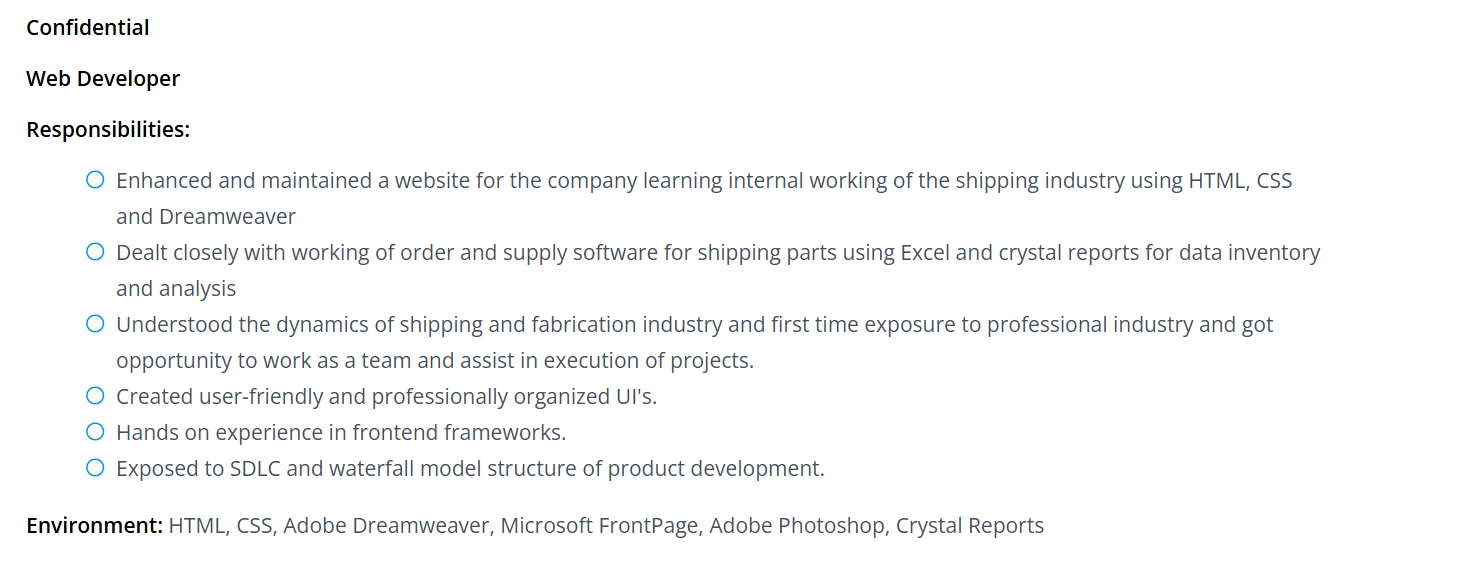 Confidential
Web Developer
Responsibilities:
Enhanced and maintained a website for the company learning internal working of the shipping industry using HTML, CSS
and Dreamweaver
Dealt closely with working of order and supply software for shipping parts using Excel and crystal reports for data inventory
and analysis
Understood the dynamics of shipping and fabrication industry and first time exposure to professional industry and got
opportunity to work as a team and assist in execution of projects.
Created user-friendly and professionally organized UI's.
Hands on experience in frontend frameworks.
Exposed to SDLC and waterfall model structure of product development.
Environment: HTML, CSS, Adobe Dreamweaver, Microsoft FrontPage, Adobe Photoshop, Crystal Reports